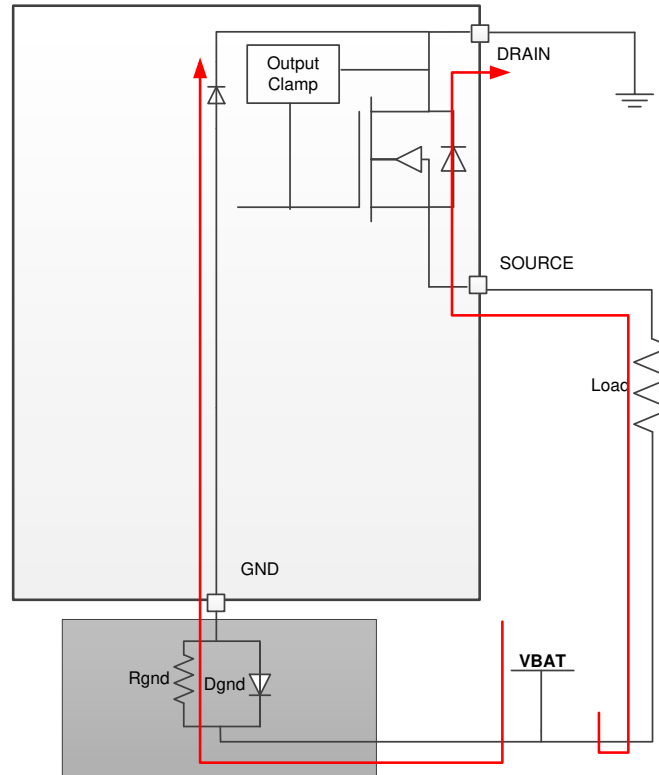 Output
Clamp
DRAIN
SOURCE
Load
GND
Rgnd
Dgnd
VBAT